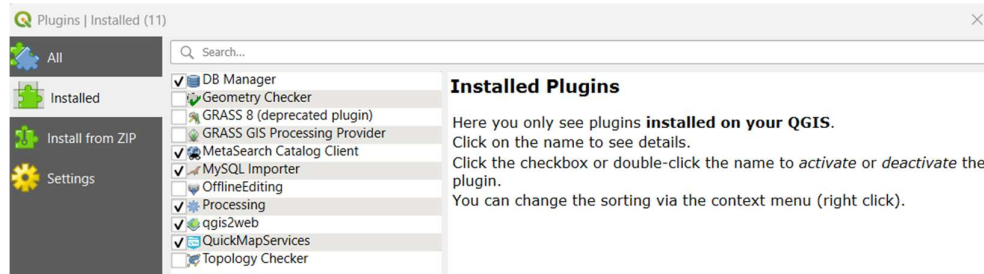 Plugins | Installed (11)
All
Installed
Install from ZIP
Settings
Search...
DB Manager
Geometry Checker
GRASS 8 (deprecated plugin)
GRASS GIS Processing Provider
MetaSearch Catalog Client
MySQL Importer
OfflineEditing
Processing
qgis2web
QuickMapServices
Topology Checker
Installed Plugins
Here you only see plugins installed on your QGIS.
Click on the name to see details.
Click the checkbox or double-click the name to activate or deactivate the
plugin.
You can change the sorting via the context menu (right click).